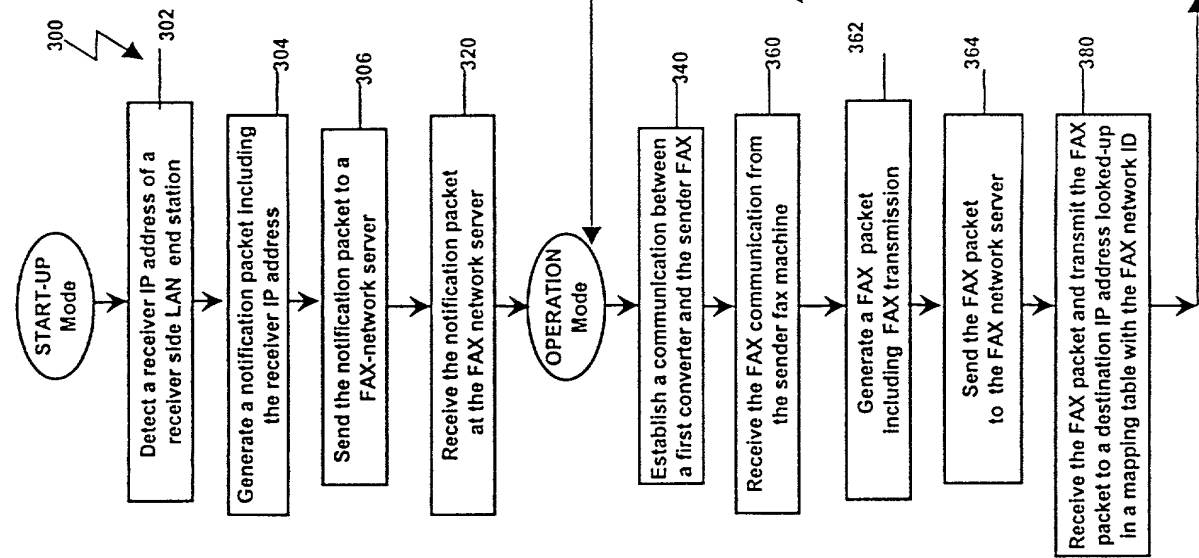 START-UP
Mode
300
Detect a receiver IP address of a
receiver side LAN end station
302
Generate a notification packet including
the receiver IP address
304
Send the notification packet to a
FAX-network server
306
Receive the notification packet
at the FAX network server
320
OPERATION
Mode
Establish a communication between
a first converter and the sender FAX
340
Receive the FAX communication from
the sender fax machine
360
Generate a FAX packet
including FAX transmission
362
Send the FAX packet
to the FAX network server
364
Receive the FAX packet and transmit the FAX
packet to a destination IP address looked-up
in a mapping table with the FAX network ID
380